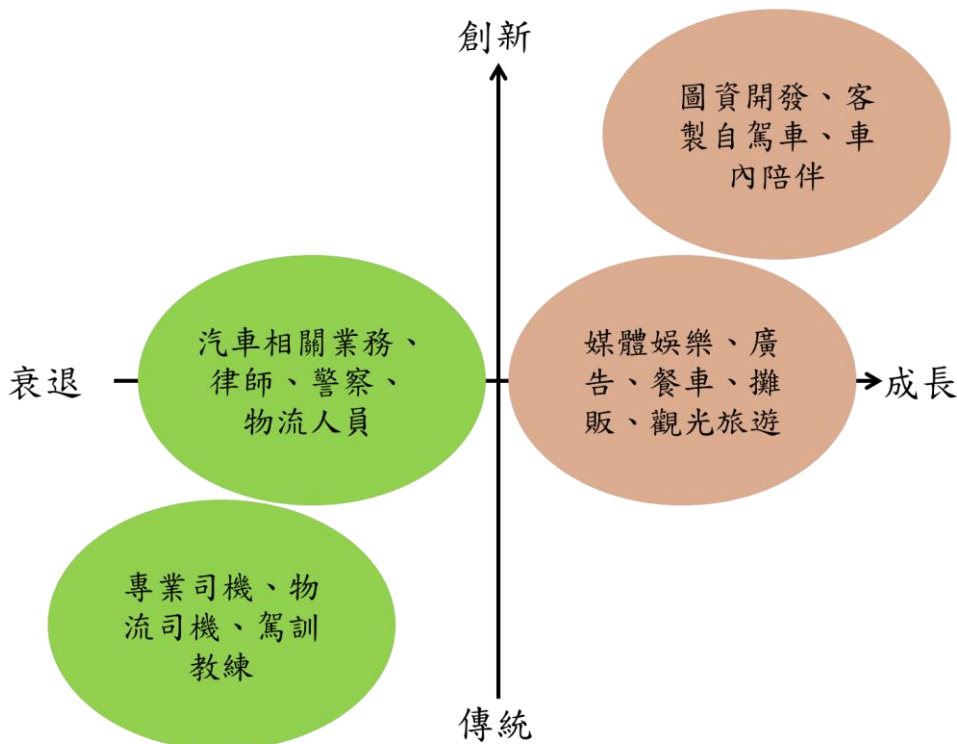 創新
圖資開發、客
製自駕車、車
內陪伴
汽車相關業務、
律師、警察、
物流人員
媒體娛樂、廣
告、餐車、攤
販、觀光旅遊
衰退
成長
專業司機、物
流司機、駕訓
教練
傳統